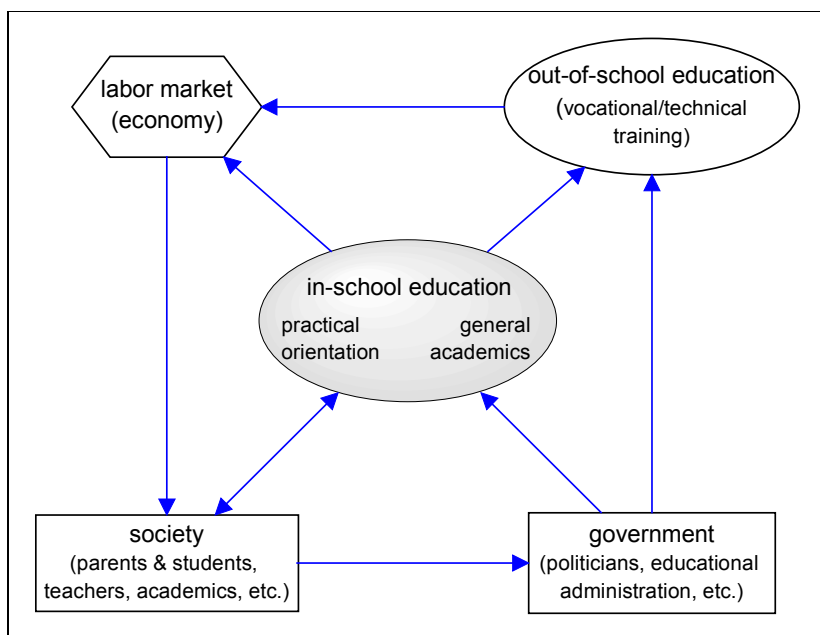 labor market
(economy)
out-of-school education
(vocational/technical
training)
in-school education
practical
orientation
general
academics
society
(parents & students,
teachers, academics, etc.)
government
(politicians, educational
administration, etc.)